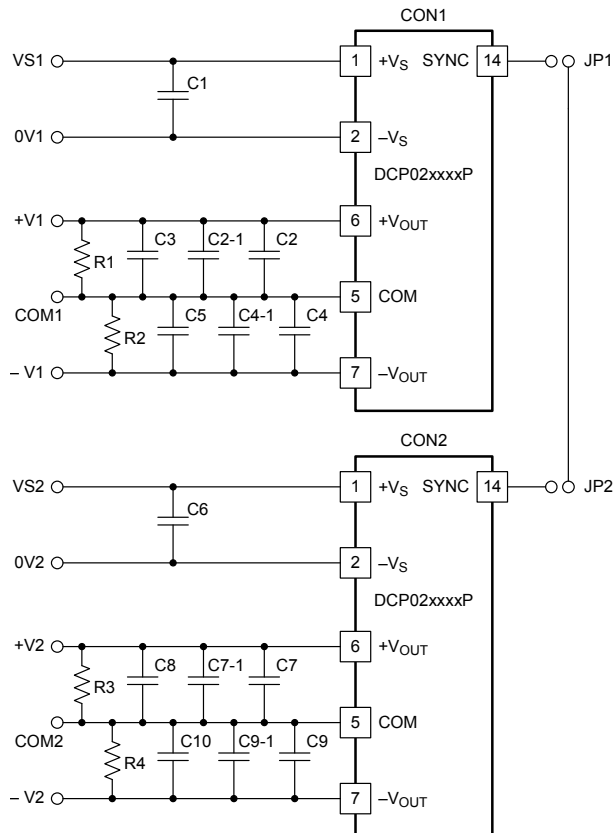 CON1
VS1
1
+VS
SYNC
14
JP1
C1
0V1
2
–VS
DCP02xxxxP
+V1
6
+VOUT
R1
C3
C2-1
C2
COM1
5
COM
R2
C5
C4-1
C4
– V1
7
–VOUT
CON2
VS2
1
+VS
SYNC
14
JP2
C6
0V2
2
–VS
DCP02xxxxP
+V2
6
+VOUT
R3
C8
C7-1
C7
COM2
5
COM
R4
C10
C9-1
C9
– V2
7
–VOUT